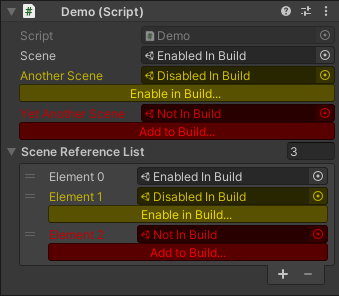 Demo (Script)
Script Demo
Scene Enabled In Build
Another Scene Disabled In Build
Enable in Build...
Yet Another Scene Not In Build
Add to Build...
Scene Reference List 3
Element 0 Enabled In Build
Element 1 Disabled In Build
Enable in Build...
Element 2 Not In Build
Add to Build...